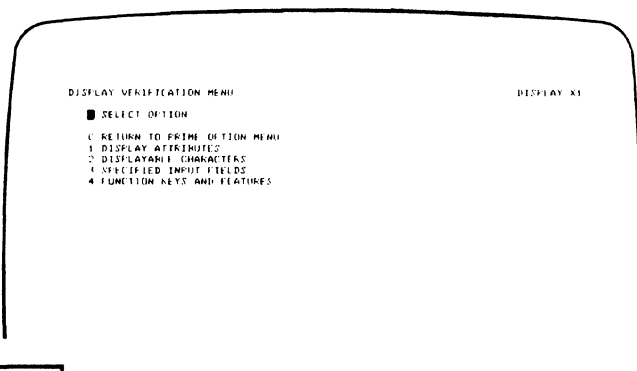 DISPLAY VERIFICATION MENU DISPLAY X1
SELECT OPTION
0 RETURN TO PRIME OPTION MENU
1 DISPLAY ATTRIBUTES
2 DISPLAYABLE CHARACTERS
3 SPECIFIED INPUT FIELDS
4 FUNCTION KEYS AND FEATURES